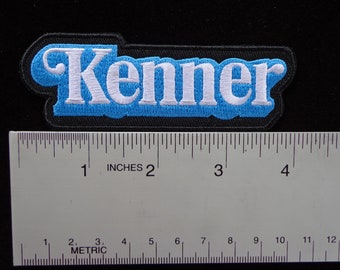 Kenner
1 INCHES 2 3 4
1 2 3 4 5 6 7 8 9 10 11 12
METRIC